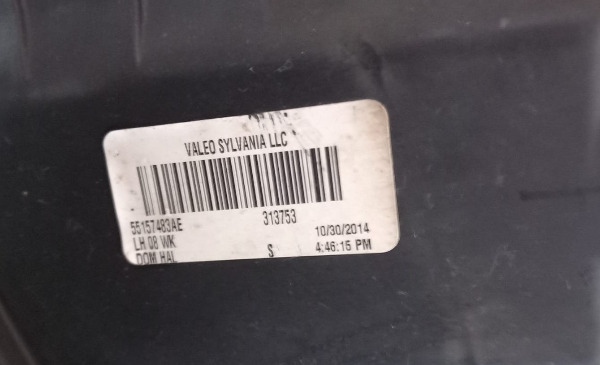 VALEO SYLVANIA LLC
55157483AE 313753 10/30/2014
LH 08 WK S 4:46:15 PM
DOM HAL